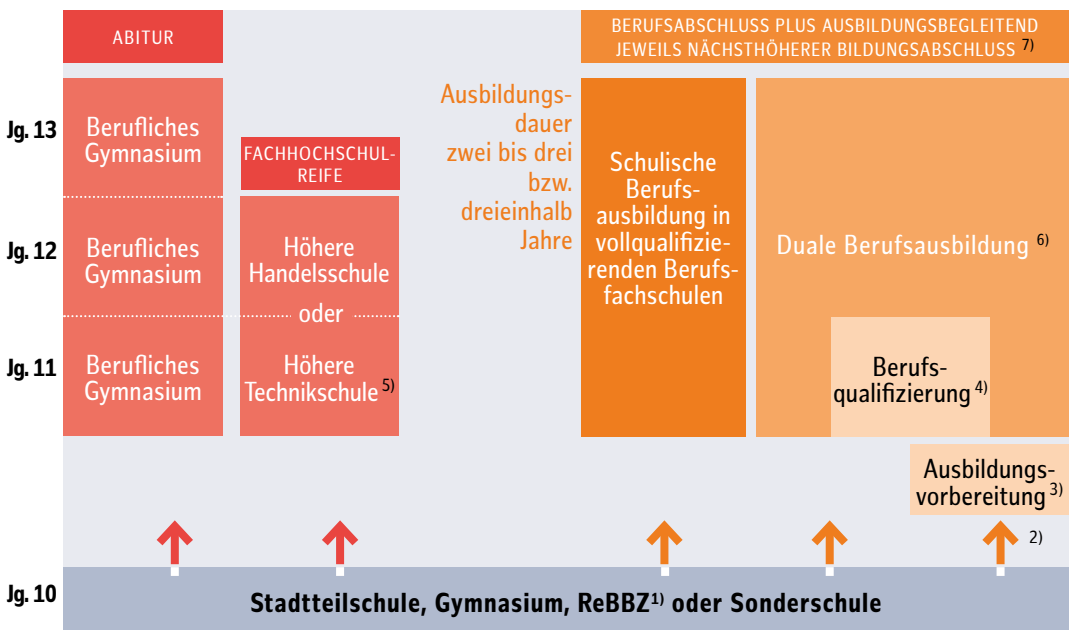 ABITUR
BERUFSABSCHLUSS PLUS AUSBILDUNGSBEGLEITEND
JEWEILS NÄCHSTHÖHERER BILDUNGSABSCHLUSS 7)
Jg. 13
Berufliches
Gymnasium
FACHHOCHSCHUL-
REIFE
Ausbildungs-
dauer
zwei bis drei
bzw.
dreieinhalb
Jahre
Schulische
Berufs-
ausbildung in
vollqualifizie-
renden Berufs-
fachschulen
Jg. 12
Berufliches
Gymnasium
Höhere
Handelsschule
oder
Duale Berufsausbildung 6)
Jg. 11
Berufliches
Gymnasium
Höhere
Technikschule 5)
Berufs-
qualifizierung 4)
Ausbildungs-
vorbereitung 3)
2)
Jg. 10
Stadtteilschule, Gymnasium, ReBBZ1) oder Sonderschule